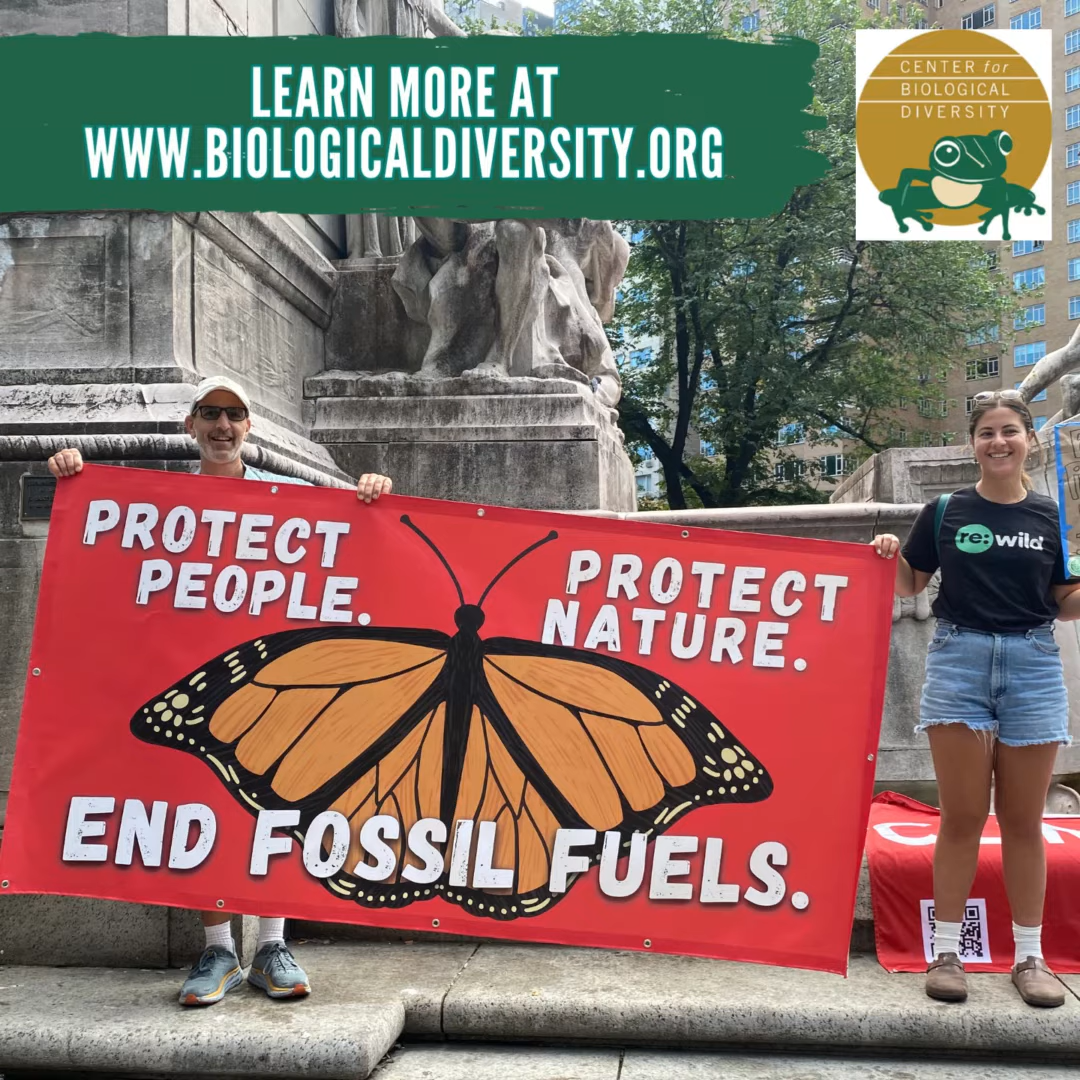 LEARN MORE AT
WWW.BIOLOGICALDIVERSITY.ORG
CENTER for
BIOLOGICAL
DIVERSITY
PROTECT
PEOPLE.
PROTECT
NATURE.
END FOSSIL FUELS.
re:wild